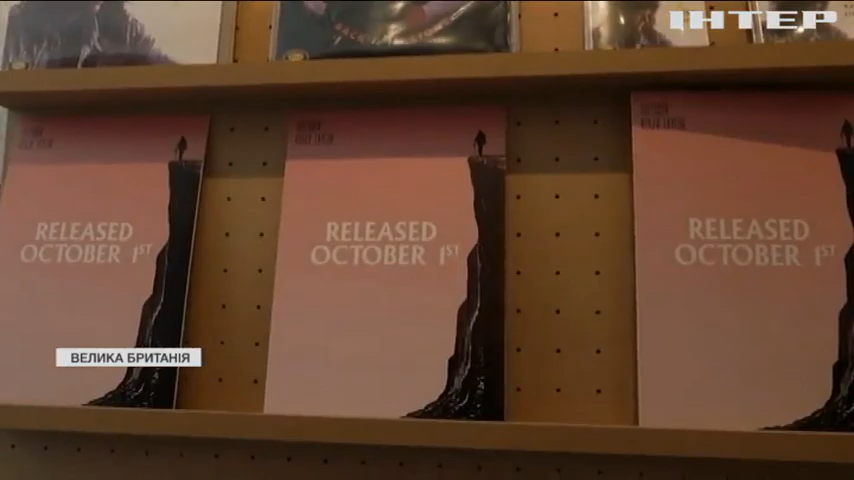 ІНТЕР
RELEASED
OCTOBER 1ST
RELEASED
OCTOBER 1ST
RELEASED
OCTOBER 1ST
ВЕЛИКА БРИТАНІЯ